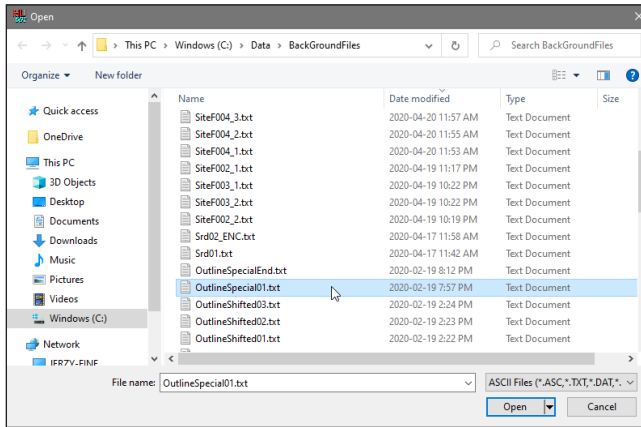 Open
This PC > Windows (C:) > Data > BackGroundFiles
Search BackGroundFiles
Organize
New folder
Quick access
OneDrive
This PC
3D Objects
Desktop
Documents
Downloads
Music
Pictures
Videos
Windows (C:)
Network
JERZY-FINE
Name Date modified Type Size
SiteF004_3.txt 2020-04-20 11:57 AM Text Document
SiteF004_2.txt 2020-04-20 11:55 AM Text Document
SiteF004_1.txt 2020-04-20 11:53 AM Text Document
SiteF002_1.txt 2020-04-19 11:17 PM Text Document
SiteF003_1.txt 2020-04-19 10:22 PM Text Document
SiteF003_2.txt 2020-04-19 10:22 PM Text Document
SiteF002_2.txt 2020-04-19 10:19 PM Text Document
Srd02_ENC.txt 2020-04-17 11:58 AM Text Document
Srd01.txt 2020-04-17 11:42 AM Text Document
OutlineSpecialEnd.txt 2020-02-19 8:12 PM Text Document
OutlineSpecial01.txt 2020-02-19 7:57 PM Text Document
OutlineShifted03.txt 2020-02-19 2:24 PM Text Document
OutlineShifted02.txt 2020-02-19 2:23 PM Text Document
OutlineShifted01.txt 2020-02-19 2:22 PM Text Document
File name: OutlineSpecial01.txt
ASCII Files (*.ASC,*.TXT,*.DAT,*.
Open
Cancel